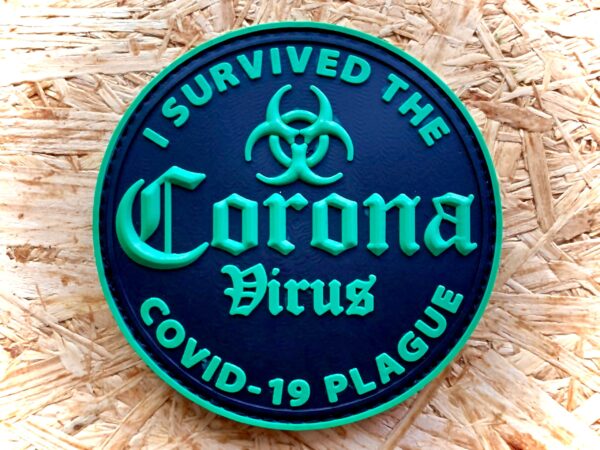 I SURVIVED THE
Corona
Virus
COVID-19 PLAGUE